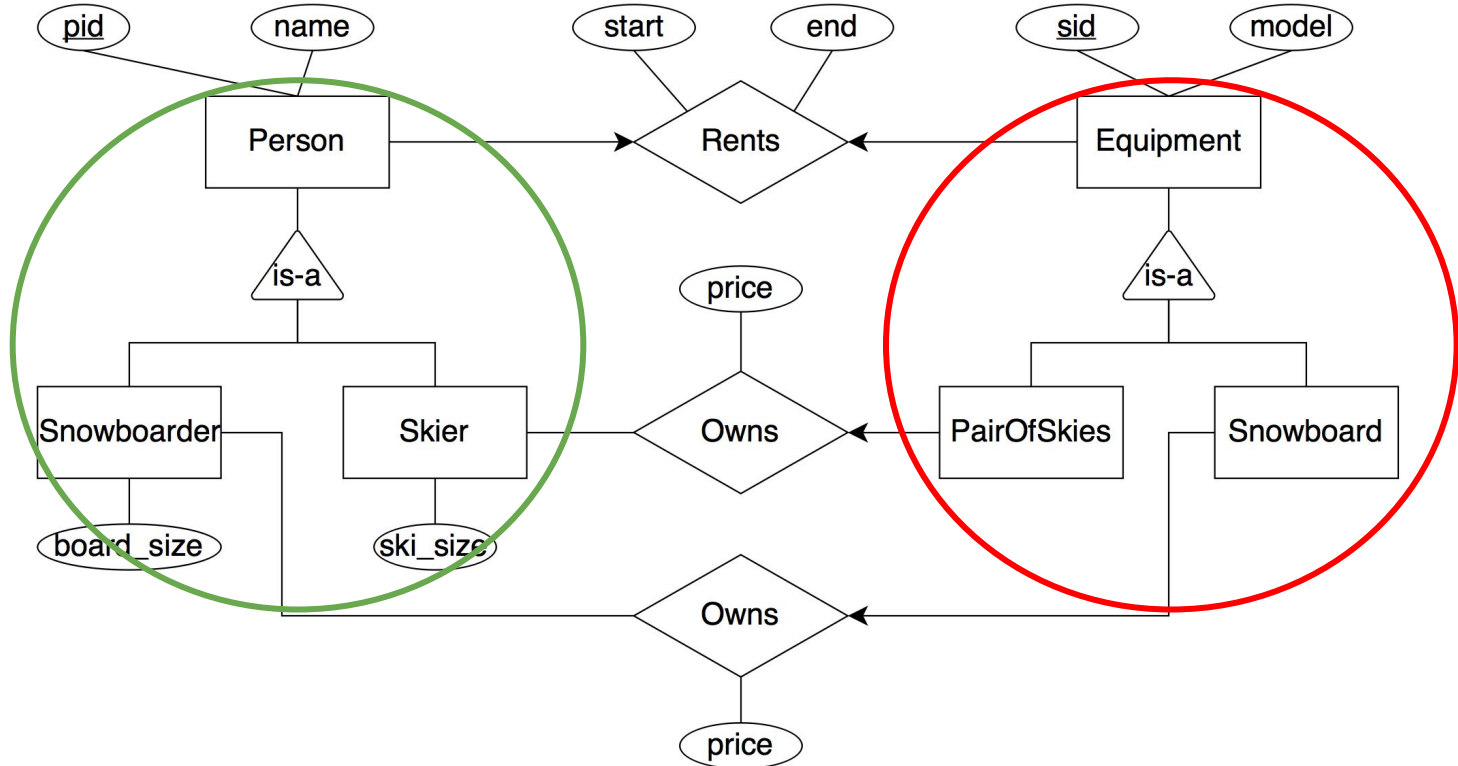 pid
name
start
end
sid
model
Person
Rents
Equipment
is-a
is-a
price
Snowboarder
Skier
Owns
PairOfSkies
Snowboard
board_size
ski_size
Owns
price